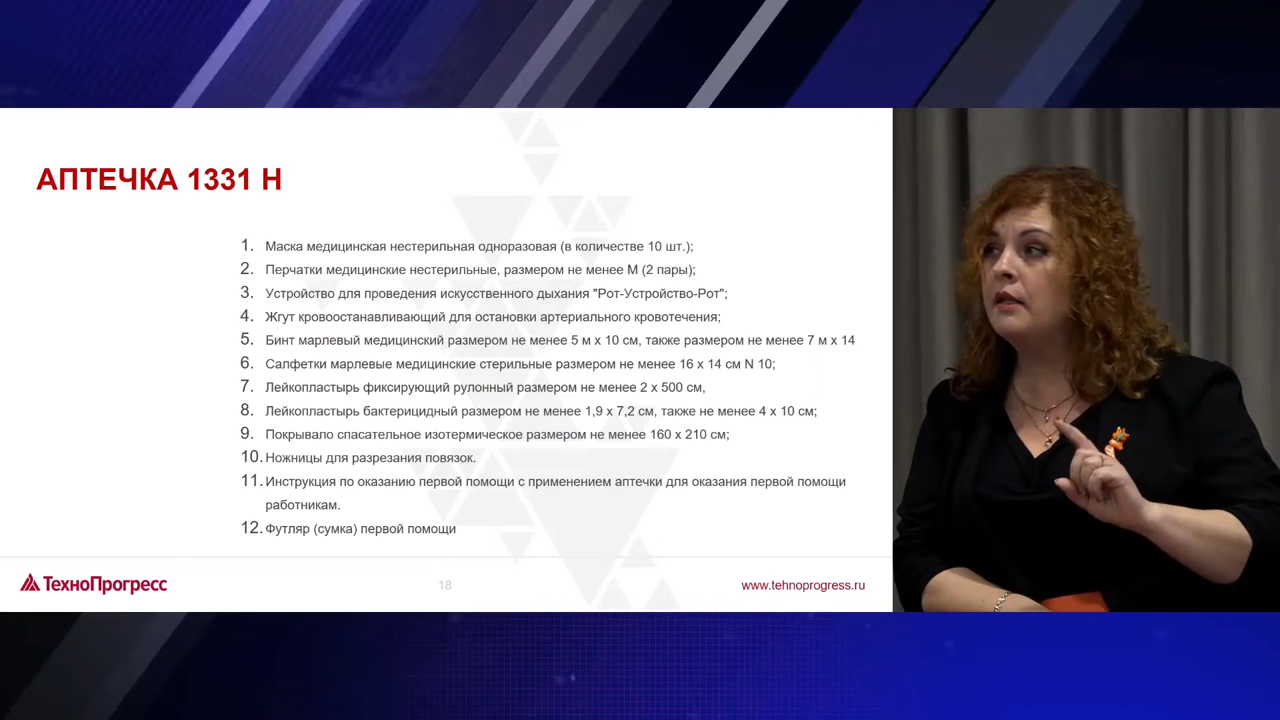 АПТЕЧКА 1331 Н
1. Маска медицинская нестерильная одноразовая (в количестве 10 шт.);
2. Перчатки медицинские нестерильные, размером не менее М (2 пары);
3. Устройство для проведения искусственного дыхания "Рот-Устройство-Рот";
4. Жгут кровоостанавливающий для остановки артериального кровотечения;
5. Бинт марлевый медицинский размером не менее 5 м х 10 см, также размером не менее 7 м х 14
6. Салфетки марлевые медицинские стерильные размером не менее 16 х 14 см N 10;
7. Лейкопластырь фиксирующий рулонный размером не менее 2 х 500 см,
8. Лейкопластырь бактерицидный размером не менее 1,9 х 7,2 см, также не менее 4 х 10 см;
9. Покрывало спасательное изотермическое размером не менее 160 х 210 см;
10. Ножницы для разрезания повязок.
11. Инструкция по оказанию первой помощи с применением аптечки для оказания первой помощи
работникам.
12. Футляр (сумка) первой помощи
ТехноПрогресс
18
www.tehnoprogress.ru